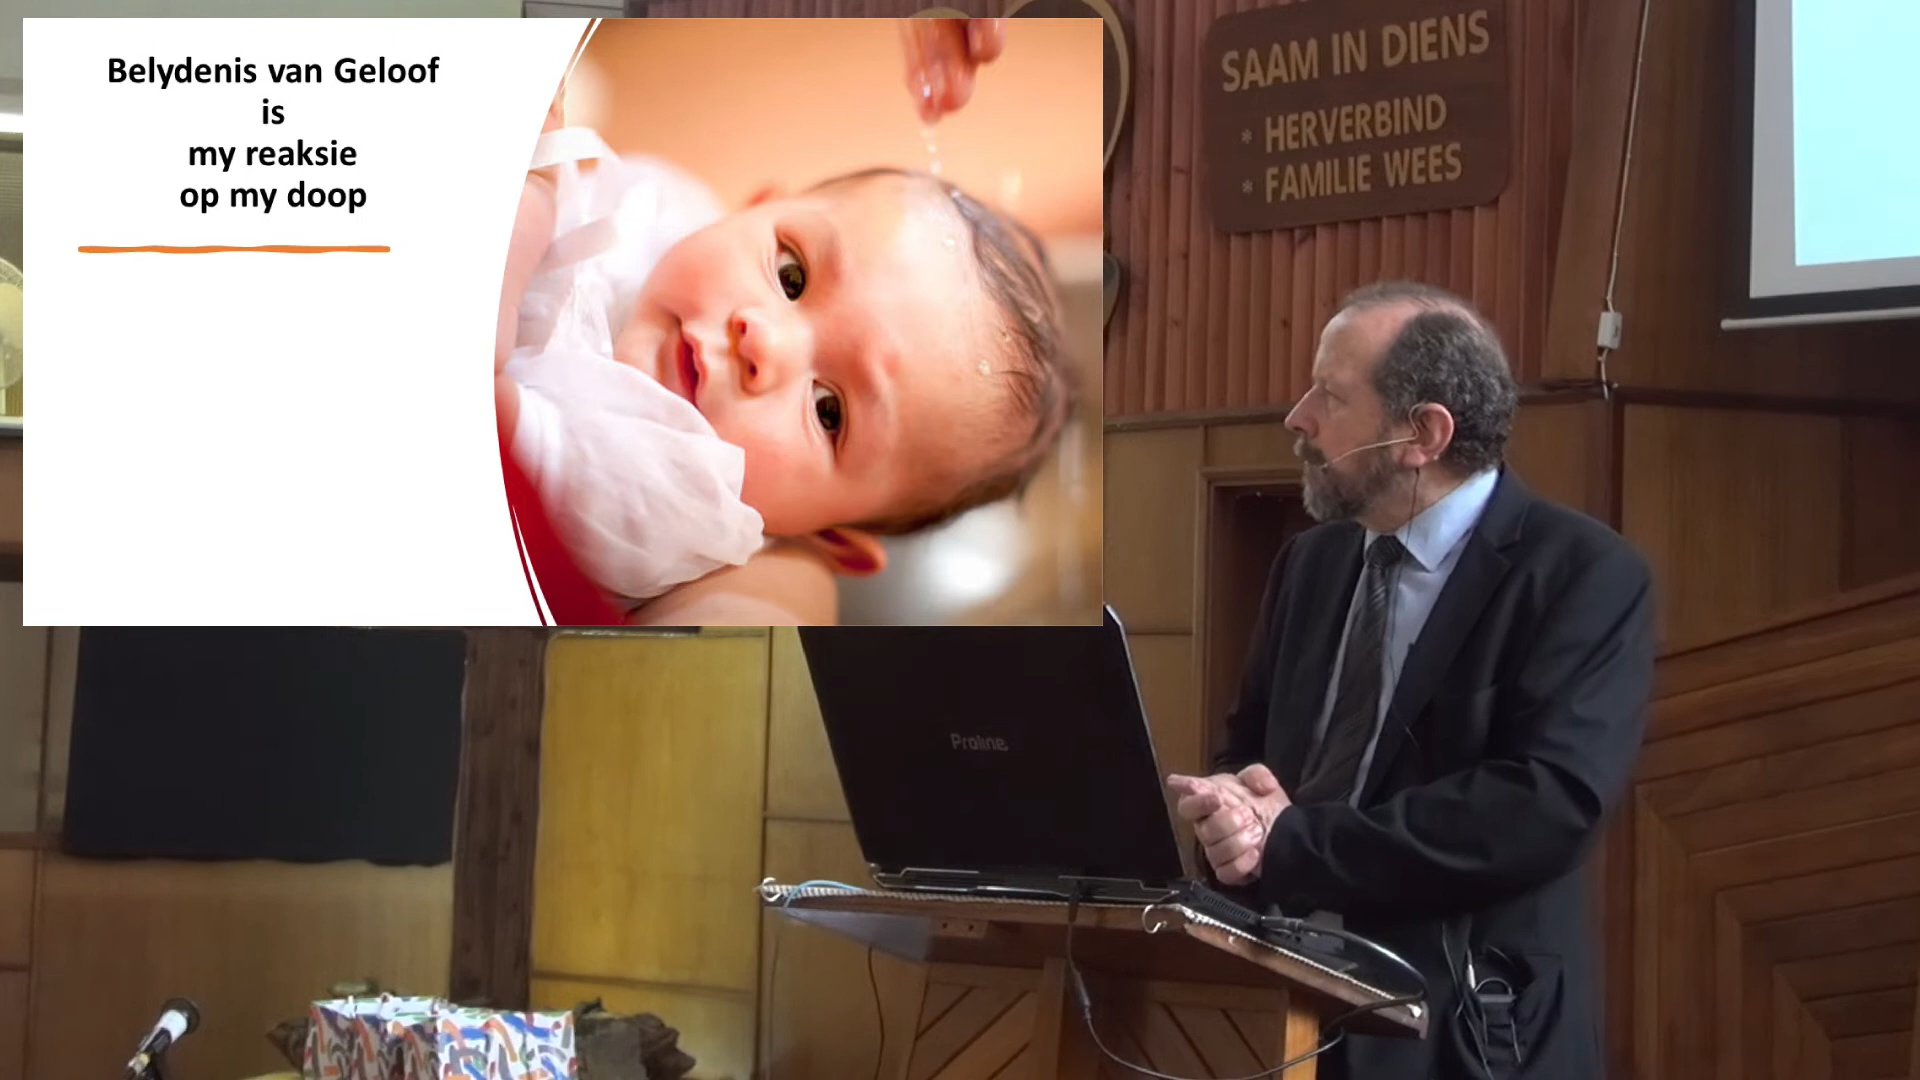 Belydenis van Geloof
is
my reaksie
op my doop
SAAM IN DIENS
* HERVERBIND
* FAMILIE WEES
Proline